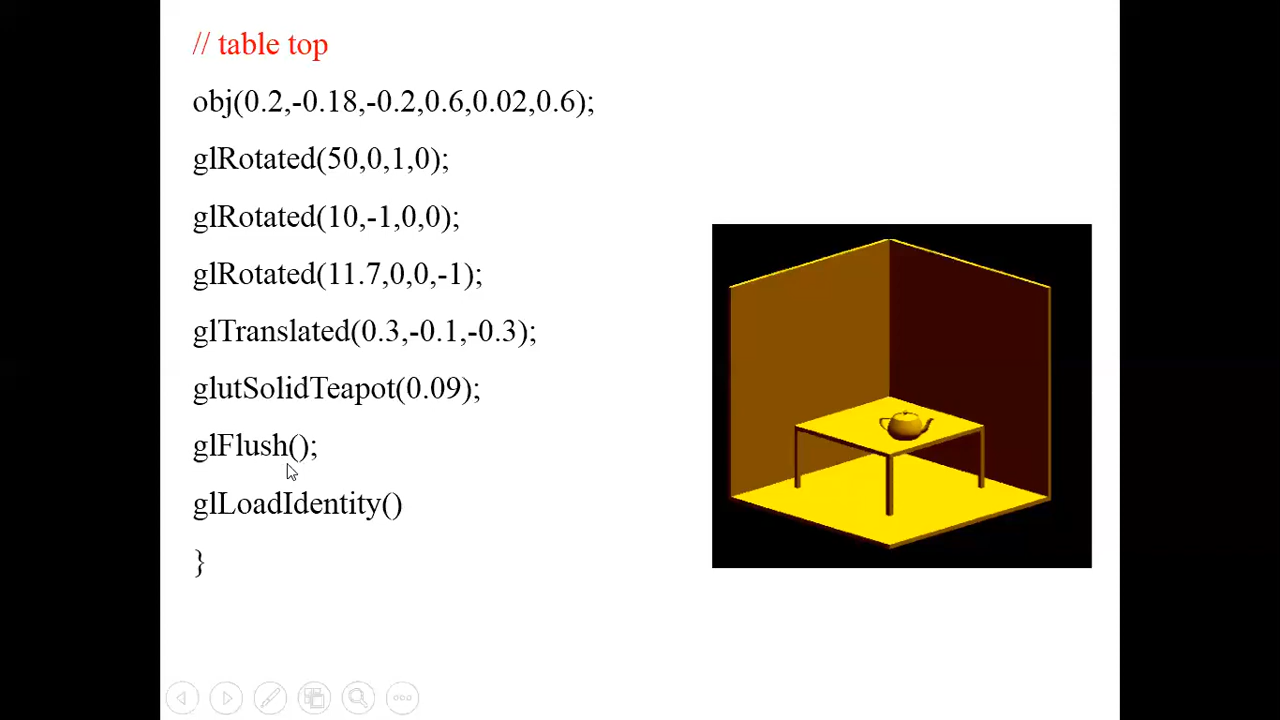 // table top
obj(0.2,-0.18,-0.2,0.6,0.02,0.6);
glRotated(50,0,1,0);
glRotated(10,-1,0,0);
glRotated(11.7,0,0,-1);
glTranslated(0.3,-0.1,-0.3);
glutSolidTeapot(0.09);
glFlush();
glLoadIdentity()
}